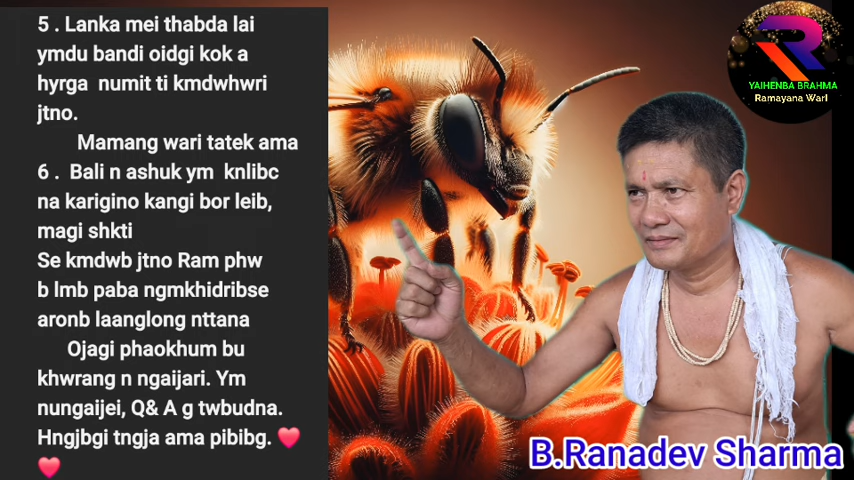 5 . Lanka mei thabda lai
ymdu bandi oidgi kok a
hyrga numit ti kmdwhwri
jtno.
Mamang wari tatek ama
6 . Bali n ashuk ym knlibc
na karigino kangi bor leib,
magi shkti
Se kmdwb jtno Ram phw
b lmb paba ngmkhidribse
aronb laanglong nttana
Ojagi phaokhum bu
khwrang n ngaijari. Ym
nungaijei, Q& A g twbudna.
Hngjbgi tngja ama pibibg. ❤️
❤️
YAIHENBA BRAHMA
Ramayana Wari
B.Ranadev Sharma